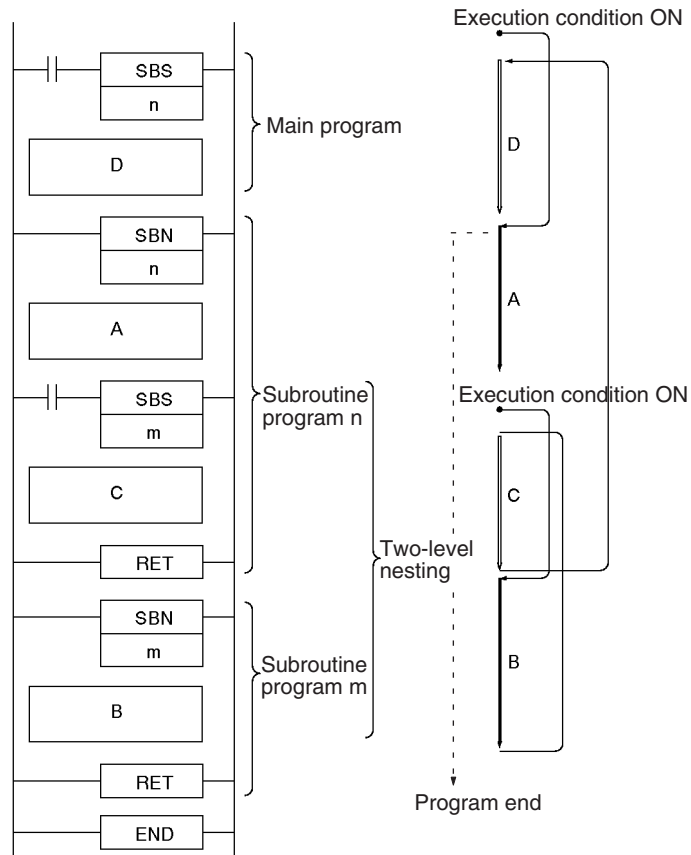 SBS
n
D
Main program
SBN
n
A
SBS
m
C
RET
Subroutine
program n
SBN
m
B
RET
Subroutine
program m
Two-level
nesting
END
Execution condition ON
D
A
Execution condition ON
C
B
Program end